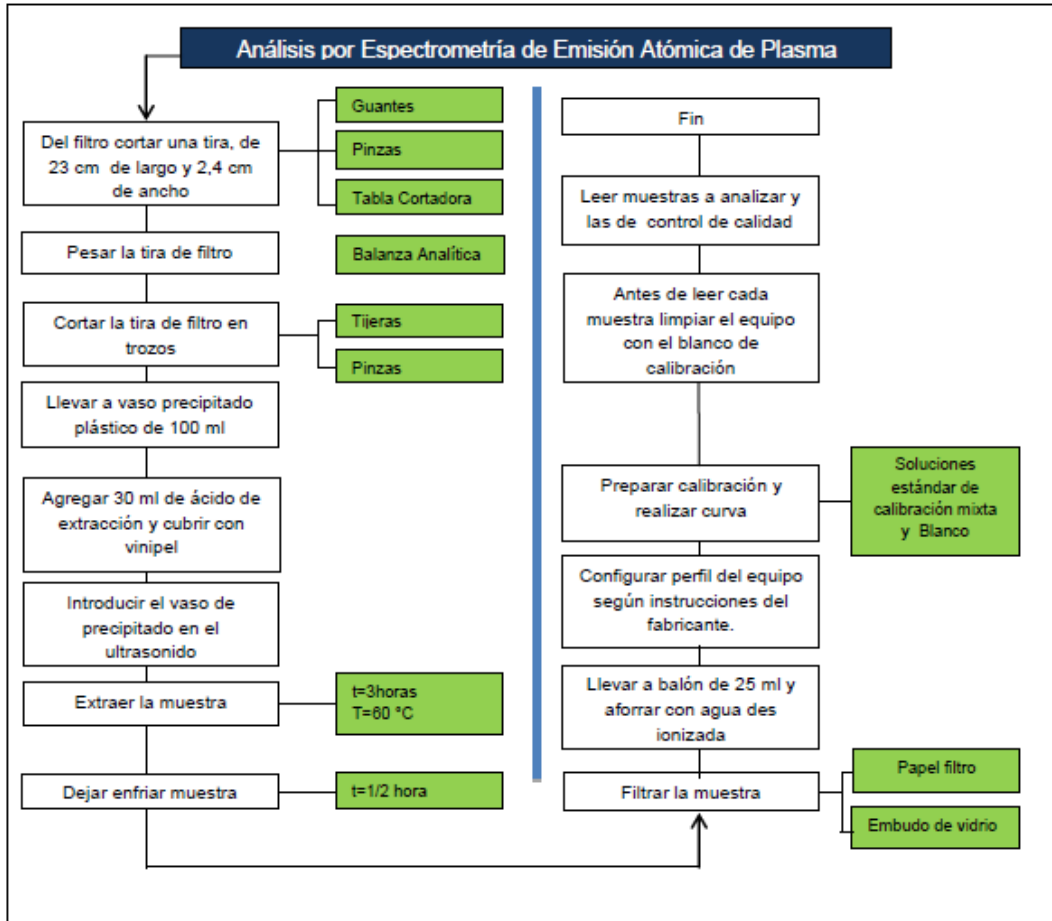 Análisis por Espectrometría de Emisión Atómica de Plasma
Del filtro cortar una tira, de
23 cm de largo y 2,4 cm
de ancho
Guantes
Pinzas
Tabla Cortadora
Pesar la tira de filtro
Balanza Analítica
Cortar la tira de filtro en
trozos
Tijeras
Pinzas
Llevar a vaso precipitado
plástico de 100 ml
Agregar 30 ml de ácido de
extracción y cubrir con
vinipel
Introducir el vaso de
precipitado en el
ultrasonido
Extraer la muestra
t=3horas
T=60 °C
Dejar enfriar muestra
t=1/2 hora
Fin
Leer muestras a analizar y
las de control de calidad
Antes de leer cada
muestra limpiar el equipo
con el blanco de
calibración
Preparar calibración y
realizar curva
Soluciones
estándar de
calibración mixta
y Blanco
Configurar perfil del equipo
según instrucciones del
fabricante.
Llevar a balón de 25 ml y
aforrar con agua des
ionizada
Filtrar la muestra
Papel filtro
Embudo de vidrio